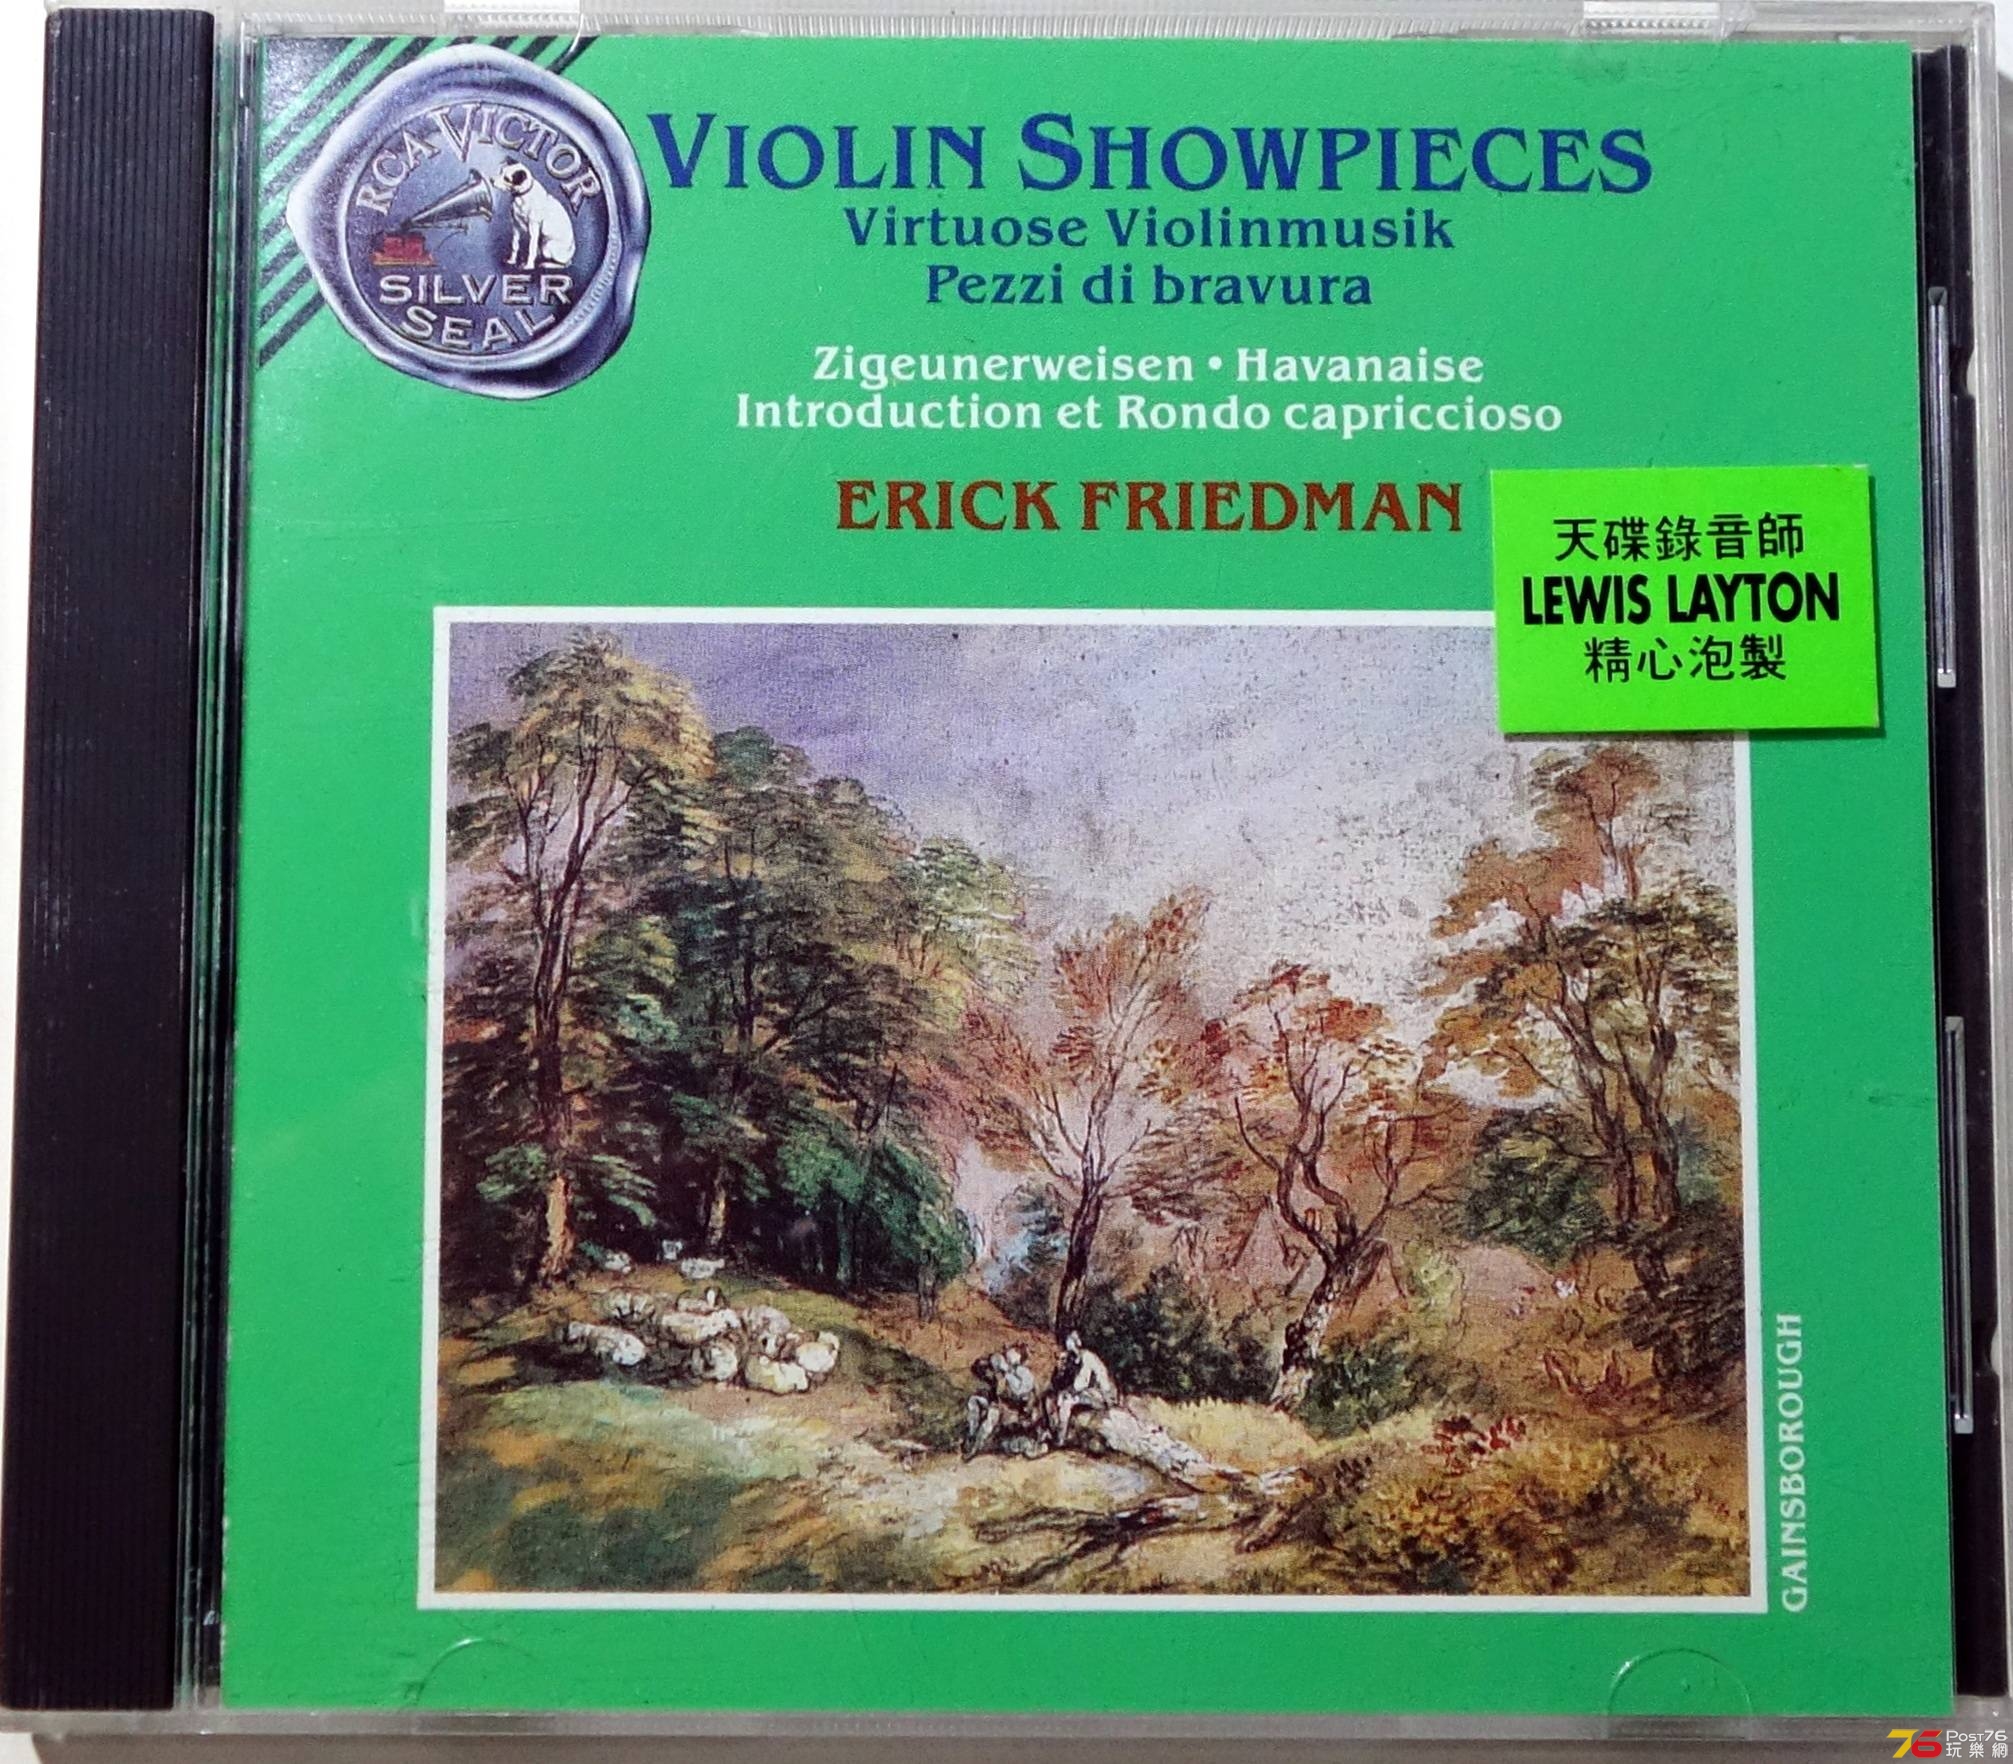 RCA VICTOR
SILVER
SEAL
VIOLIN SHOWPIECES
Virtuose Violinmusik
Pezzi di bravura
Zigeunerweisen • Havanaise
Introduction et Rondo capriccioso
ERICK FRIEDMAN
天碟錄音師
LEWIS LAYTON
精心泡製
GAINSBOROUGH
76 POST76
玩樂網